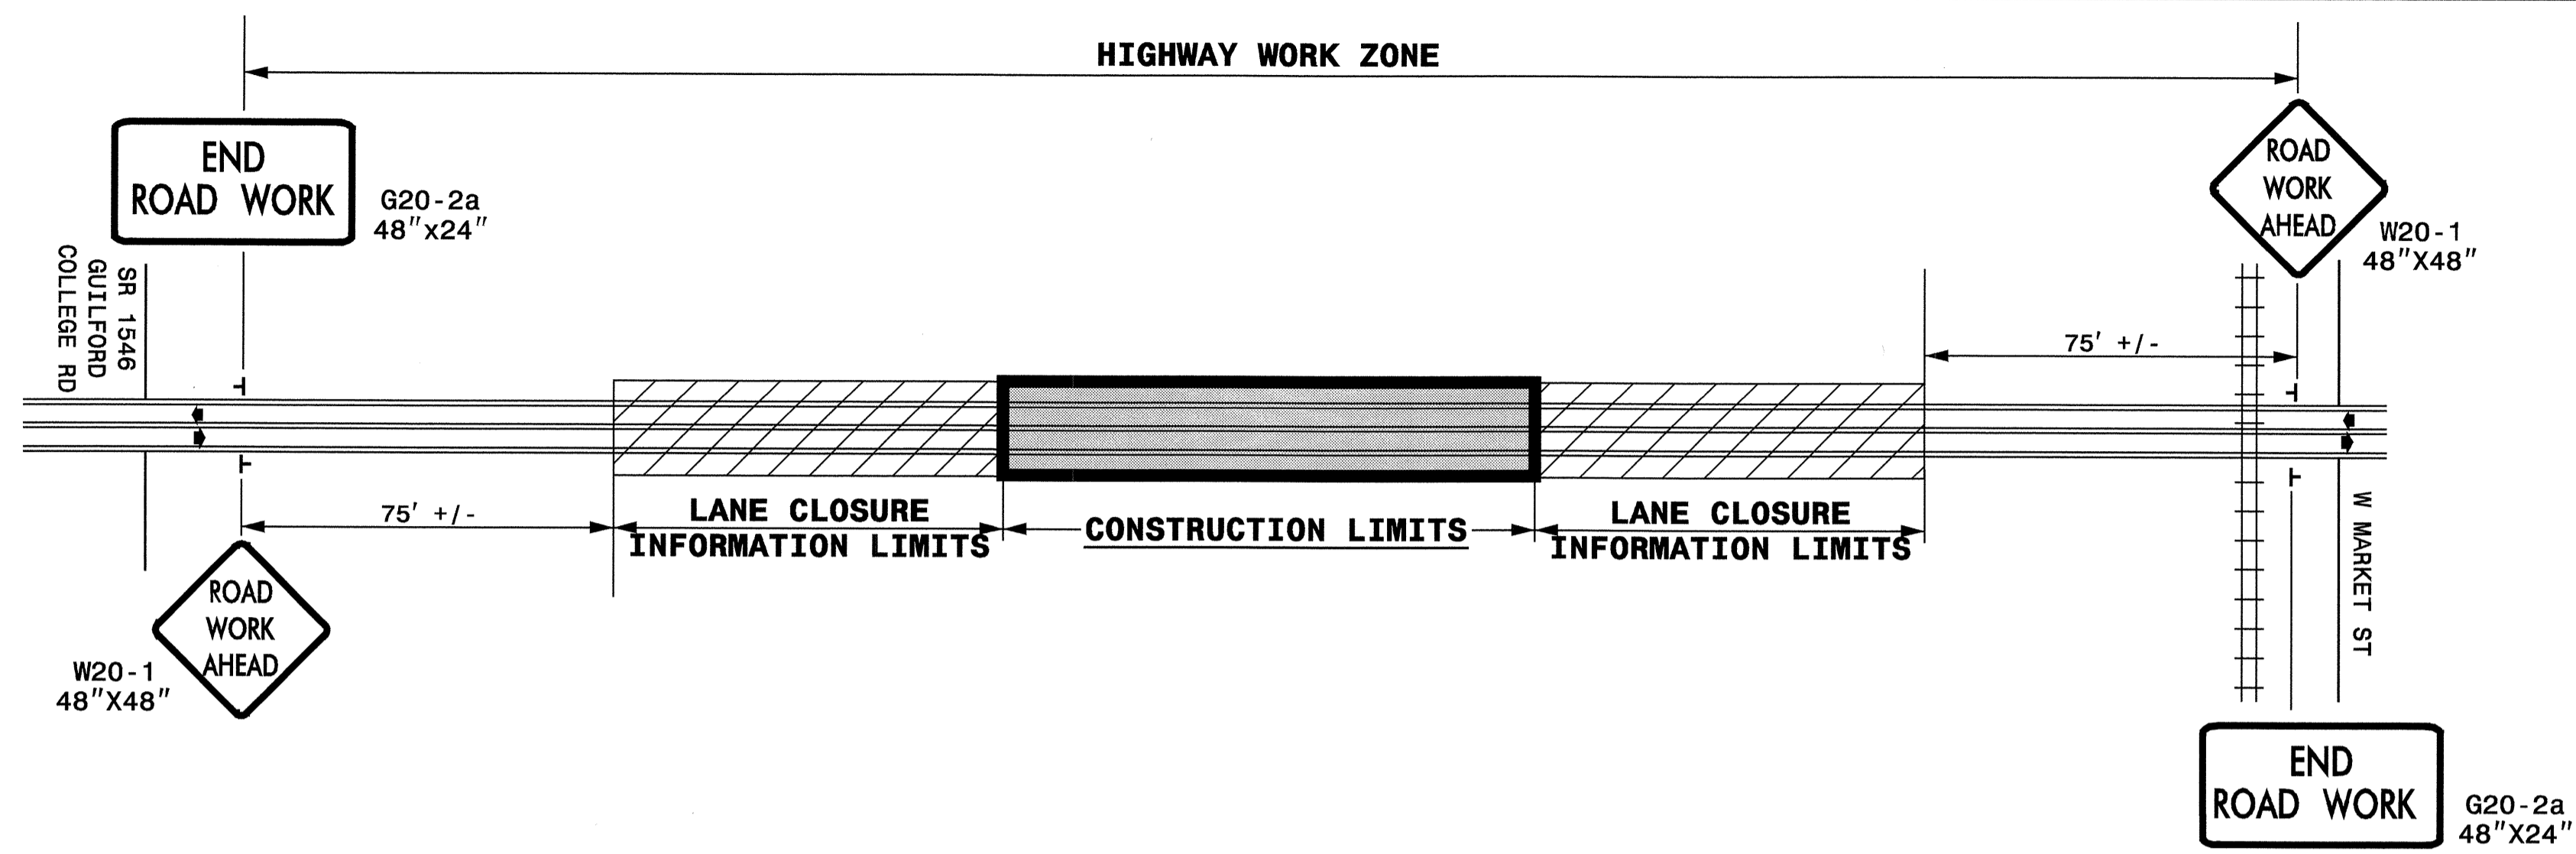 HIGHWAY WORK ZONE
END
ROAD WORK
G20-2a
48"x24"
ROAD
WORK
AHEAD
W20-1
48"X48"
SR 1546
GUILFORD
COLLEGE RD
75' +/-
75' +/-
LANE CLOSURE
INFORMATION LIMITS
CONSTRUCTION LIMITS
LANE CLOSURE
INFORMATION LIMITS
W MARKET ST
ROAD
WORK
AHEAD
W20-1
48"X48"
END
ROAD WORK
G20-2a
48"X24"